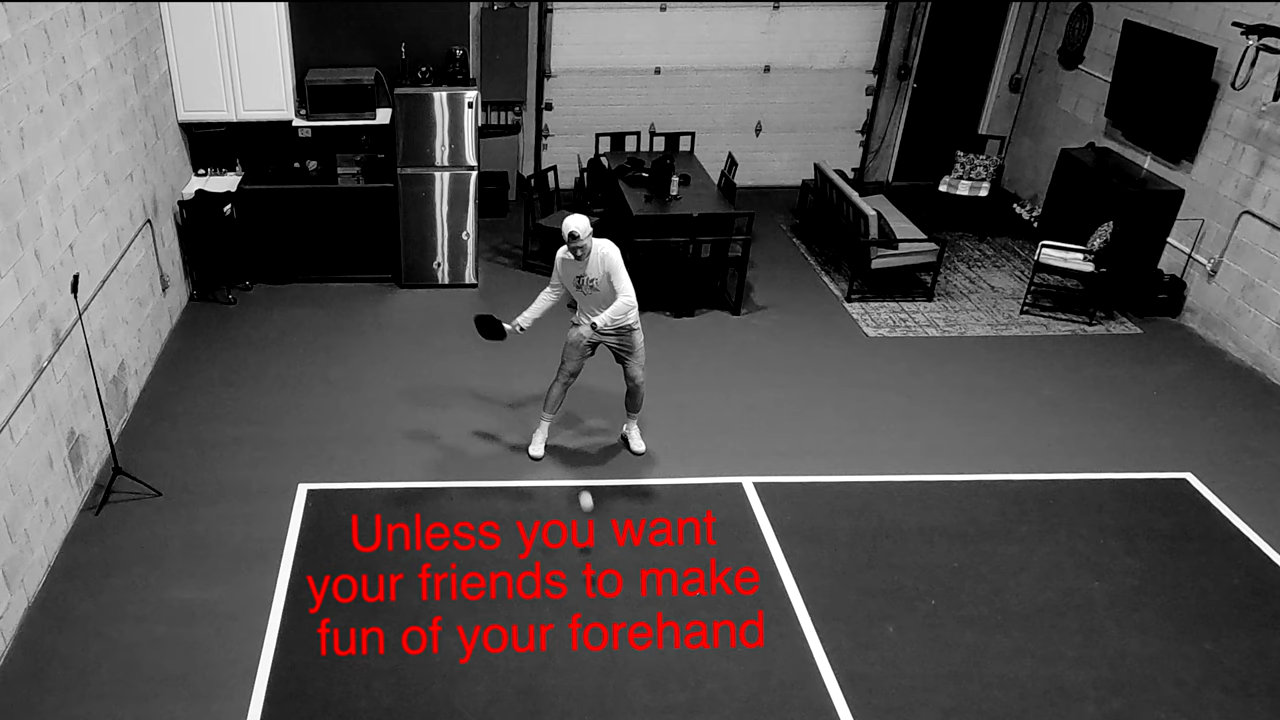 Unless you want
your friends to make
fun of your forehand